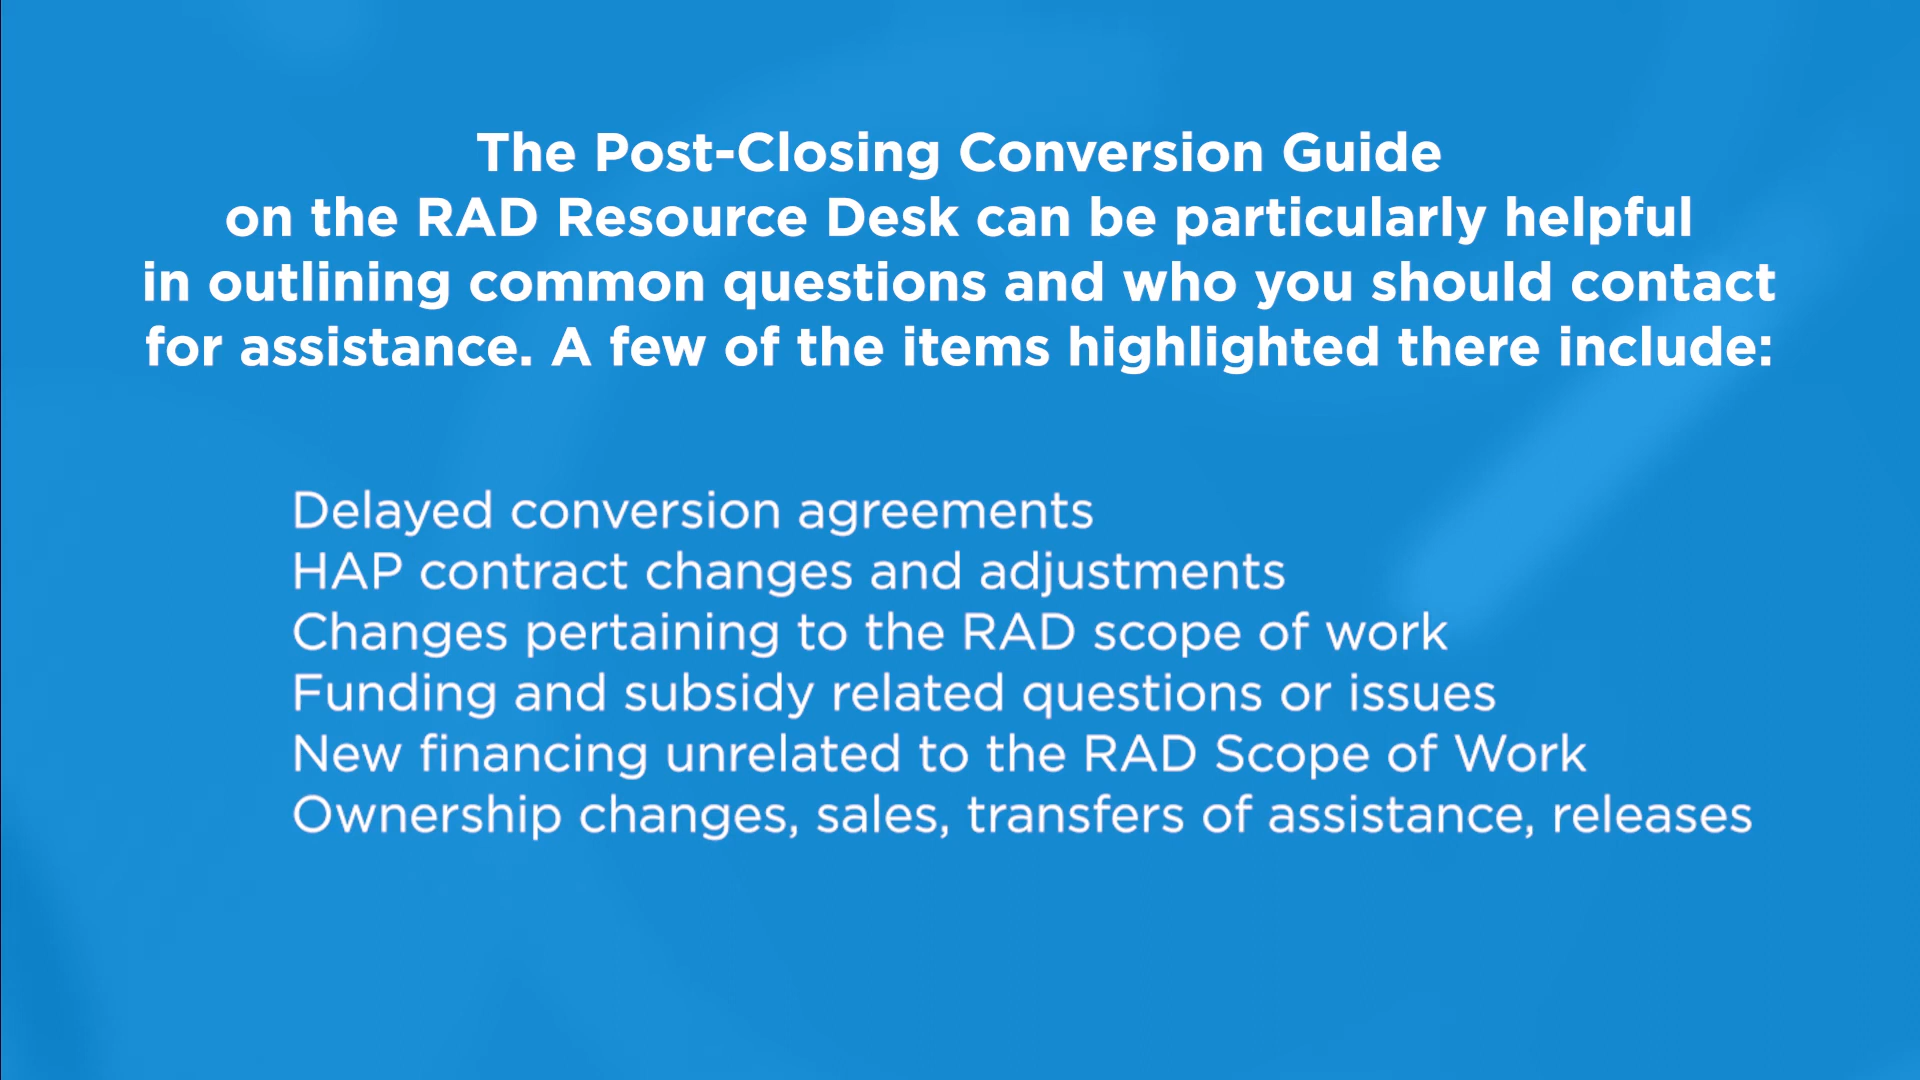 The Post-Closing Conversion Guide
on the RAD Resource Desk can be particularly helpful
in outlining common questions and who you should contact
for assistance. A few of the items highlighted there include:
Delayed conversion agreements
HAP contract changes and adjustments
Changes pertaining to the RAD scope of work
Funding and subsidy related questions or issues
New financing unrelated to the RAD Scope of Work
Ownership changes, sales, transfers of assistance, releases